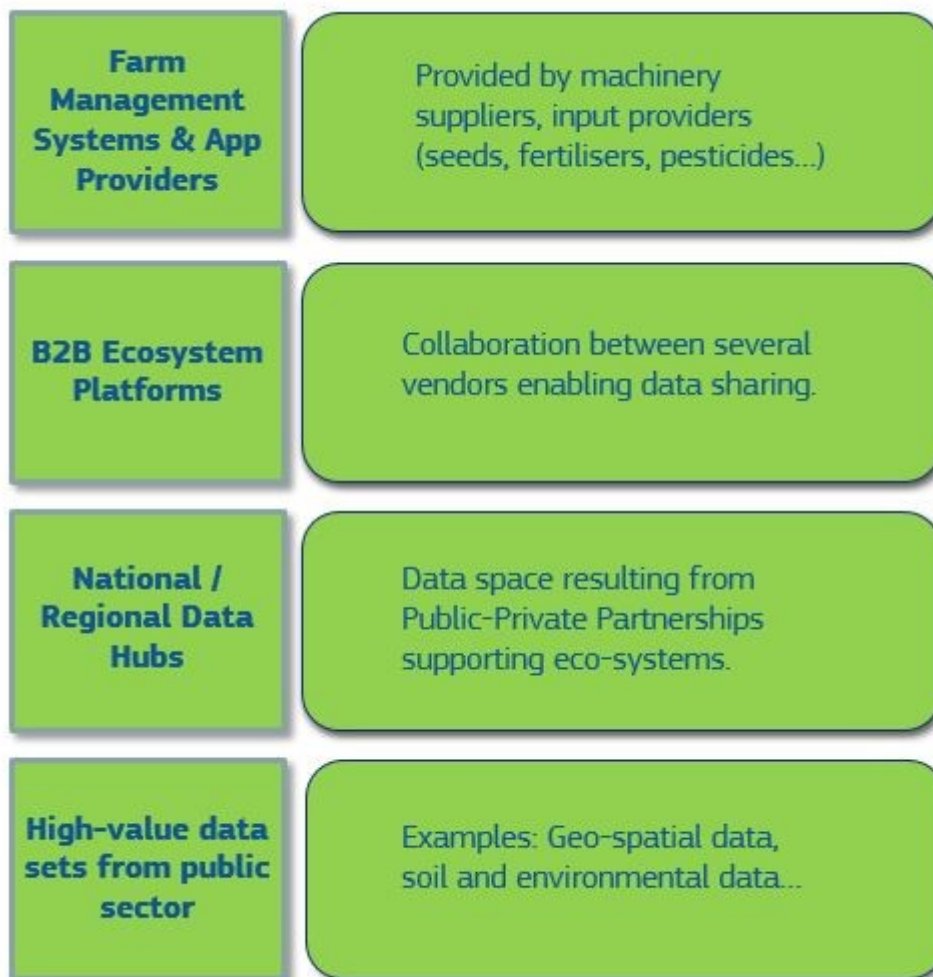 Farm
Management
Systems & App
Providers
Provided by machinery
suppliers, input providers
(seeds, fertilisers, pesticides...)
B2B Ecosystem
Platforms
Collaboration between several
vendors enabling data sharing.
National /
Regional Data
Hubs
Data space resulting from
Public-Private Partnerships
supporting eco-systems.
High-value data
sets from public
sector
Examples: Geo-spatial data,
soil and environmental data...